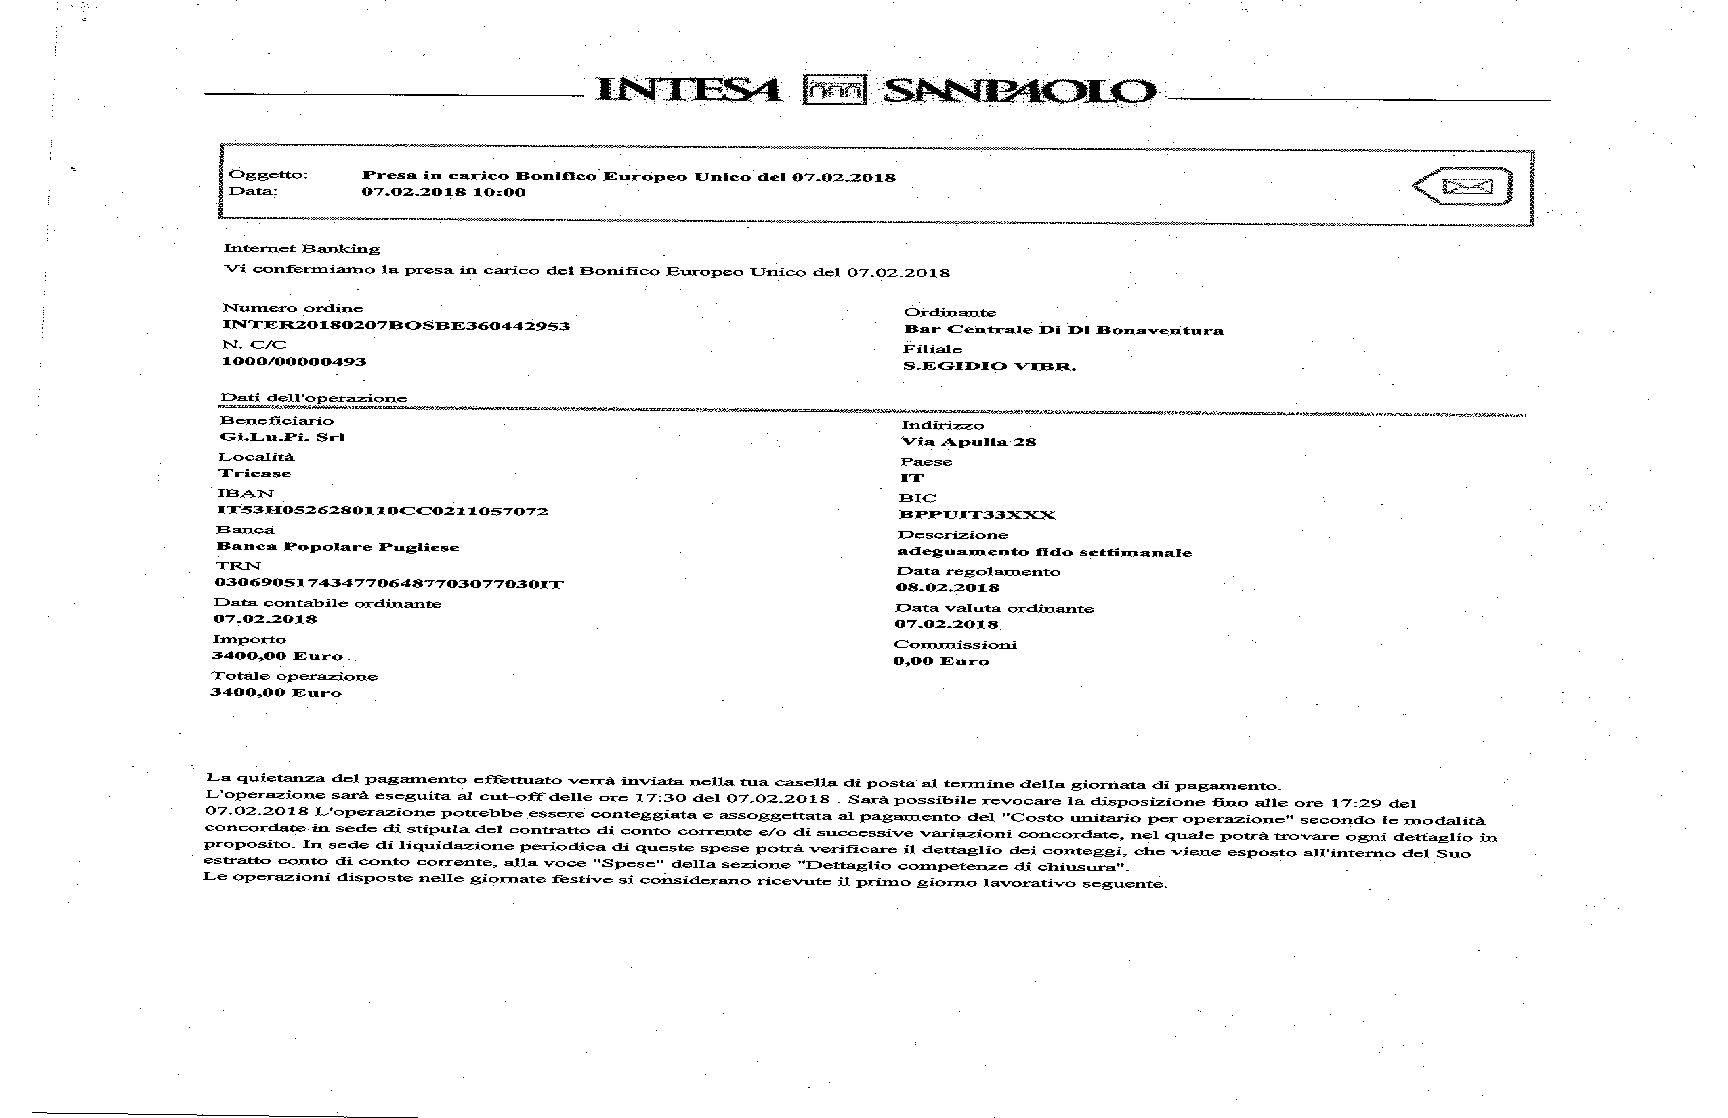 INTESA SANPAOLO
Oggetto: Presa in carico Bonifico Europeo Unico del 07.02.2018
Data: 07.02.2018 10:00
Internet Banking
Vi confermiamo la presa in carico del Bonifico Europeo Unico del 07.02.2018
Numero ordine
INTER20180207BOSBE360442953
N. C/C
1000/00000493
Ordinante
Bar Centrale Di Di Bonaventura
Filiale
S.EGIDIO VIBR.
Dati dell'operazione
Beneficiario
Gi.Lu.Pi. Srl
Località
Tricase
IBAN
IT53H0526280110CC0211057072
Banca
Banca Popolare Pugliese
TRN
0306905174347706487703077030IT
Data contabile ordinante
07.02.2018
Importo
3400,00 Euro
Totale operazione
3400,00 Euro
Indirizzo
Via Apulia 28
Paese
IT
BIC
BPPUIT33XXX
Descrizione
adeguamento fido settimanale
Data regolamento
08.02.2018
Data valuta ordinante
07.02.2018
Commissioni
0,00 Euro
La quietanza del pagamento effettuato verrà inviata nella tua casella di posta al termine della giornata di pagamento.
L'operazione sarà eseguita al cut-off delle ore 17:30 del 07.02.2018 . Sarà possibile revocare la disposizione fino alle ore 17:29 del
07.02.2018 L'operazione potrebbe essere conteggiata e assoggettata al pagamento del "Costo unitario per operazione" secondo le modalità
concordate in sede di stipula del contratto di conto corrente e/o di successive variazioni concordate, nel quale potrà trovare ogni dettaglio in
proposito. In sede di liquidazione periodica di queste spese potrà verificare il dettaglio dei conteggi, che viene esposto all'interno del Suo
estratto conto di conto corrente, alla voce "Spese" della sezione "Dettaglio competenze di chiusura".
Le operazioni disposte nelle giornate festive si considerano ricevute il primo giorno lavorativo seguente.